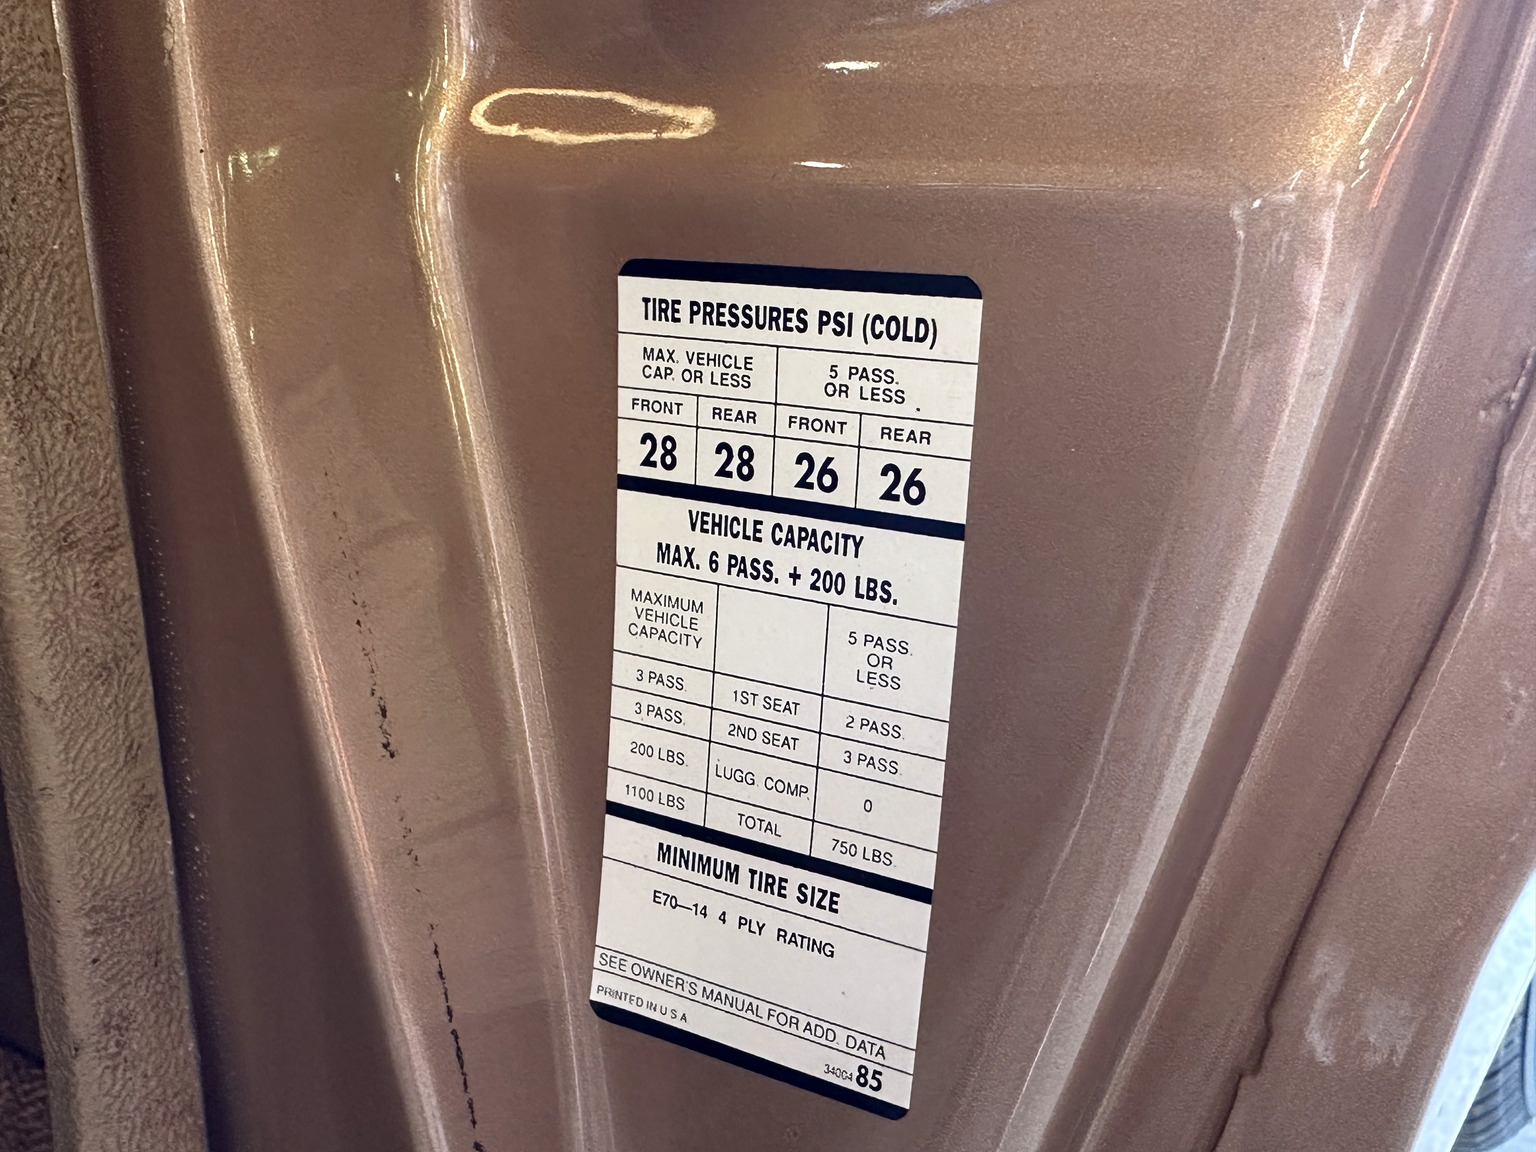 TIRE PRESSURES PSI (COLD)
MAX. VEHICLE
CAP. OR LESS
5 PASS.
OR LESS
FRONT REAR FRONT REAR
28 28 26 26
VEHICLE CAPACITY
MAX. 6 PASS. + 200 LBS.
MAXIMUM
VEHICLE
CAPACITY
5 PASS.
OR
LESS
3 PASS. 1ST SEAT 2 PASS.
3 PASS. 2ND SEAT 3 PASS.
200 LBS. LUGG. COMP. 0
1100 LBS TOTAL 750 LBS.
MINIMUM TIRE SIZE
E70—14 4 PLY RATING
SEE OWNER'S MANUAL FOR ADD. DATA
PRINTED IN U S A
85